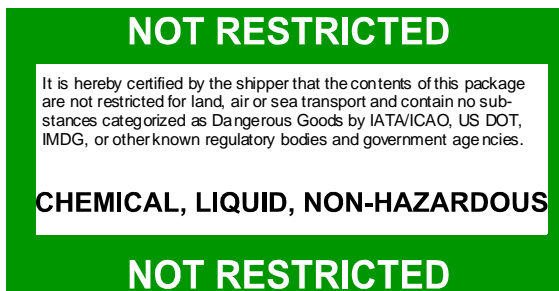 NOT RESTRICTED
It is hereby certified by the shipper that the contents of this package
are not restricted for land, air or sea transport and contain no sub-
stances categorized as Dangerous Goods by IATA/ICAO, US DOT,
IMDG, or other known regulatory bodies and government agencies.
CHEMICAL, LIQUID, NON-HAZARDOUS
NOT RESTRICTED